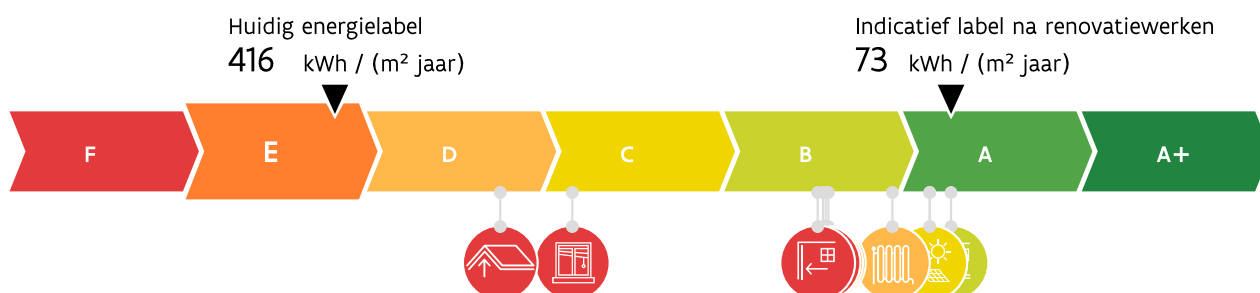 Huidig energielabel
416 kWh / (m² jaar)
Indicatief label na renovatiewerken
73 kWh / (m² jaar)
F E D C B A A+